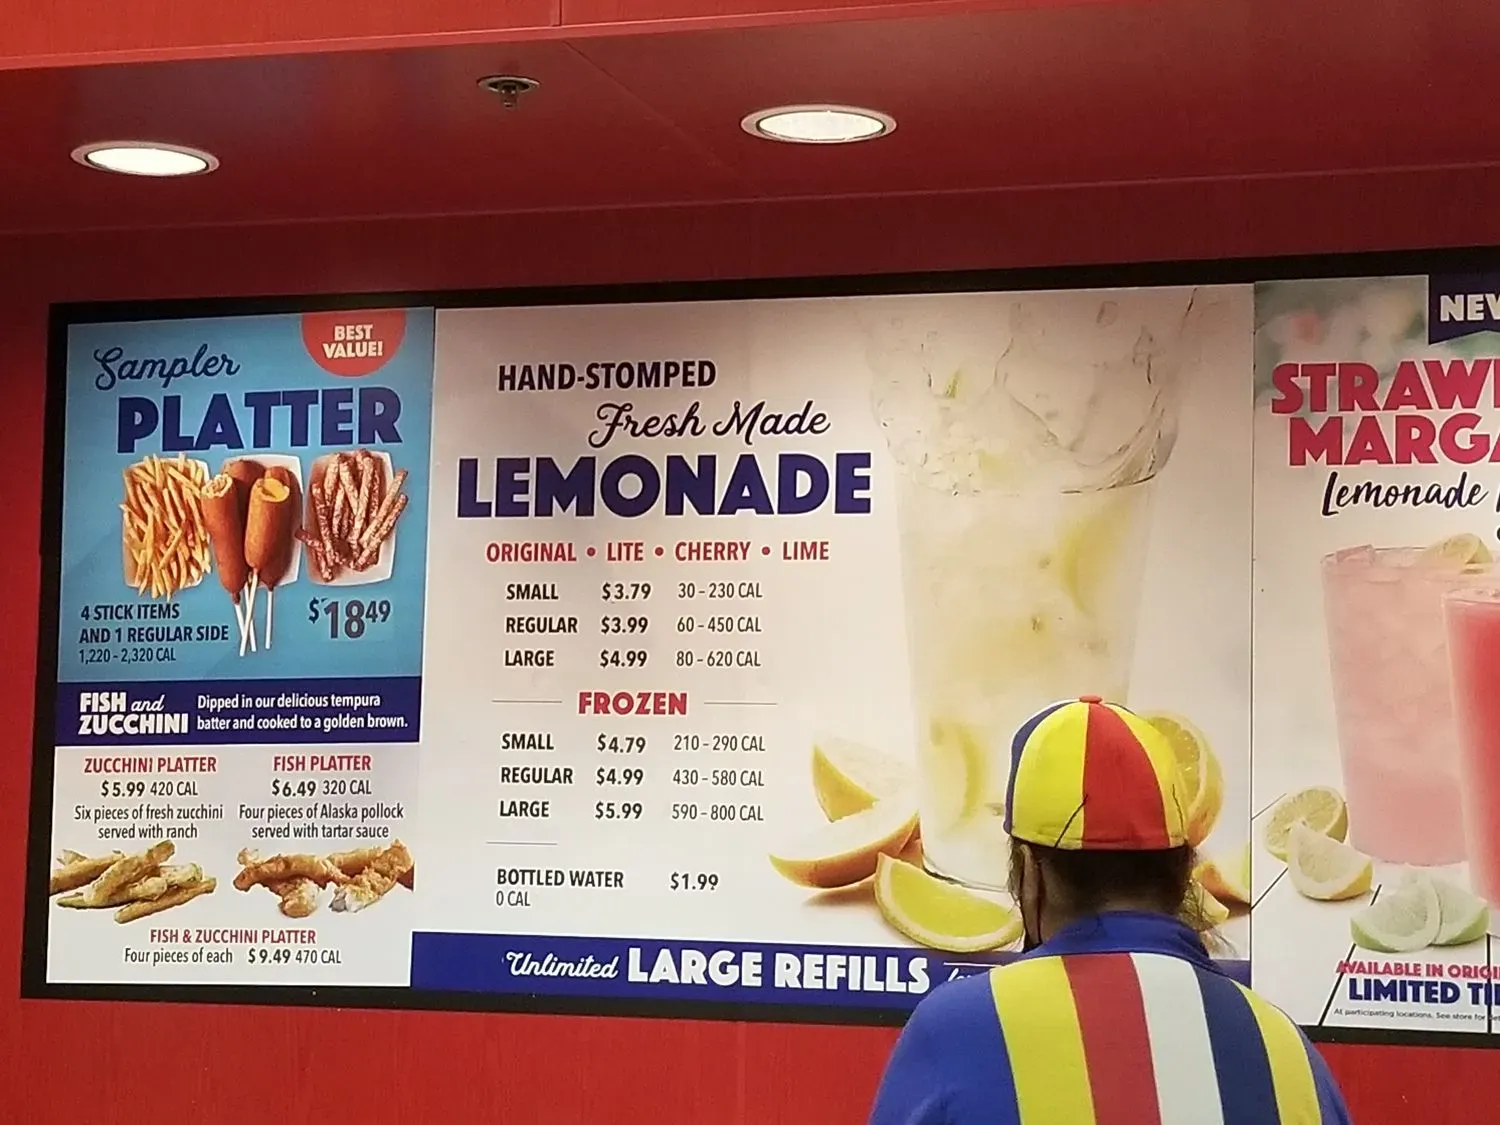 BEST
VALUE!
Sampler
PLATTER
4 STICK ITEMS
AND 1 REGULAR SIDE
1,220-2,320 CAL
$18.49
FISH and
ZUCCHINI
Dipped in our delicious tempura
batter and cooked to a golden brown.
ZUCCHINI PLATTER
$5.99 420 CAL
Six pieces of fresh zucchini
served with ranch
FISH PLATTER
$6.49 320 CAL
Four pieces of Alaska pollock
served with tartar sauce
FISH & ZUCCHINI PLATTER
Four pieces of each $9.49 470 CAL
HAND-STOMPED
Fresh Made
LEMONADE
ORIGINAL • LITE • CHERRY • LIME
SMALL $3.79 30-230 CAL
REGULAR $3.99 60-450 CAL
LARGE $4.99 80-620 CAL
FROZEN
SMALL $4.79 210-290 CAL
REGULAR $4.99 430-580 CAL
LARGE $5.99 590-800 CAL
BOTTLED WATER $1.99
0 CAL
Unlimited LARGE REFILLS
NEW
STRAW
MARGA
Lemonade
AVAILABLE IN ORIGI
LIMITED TI
At participating locations. See store for